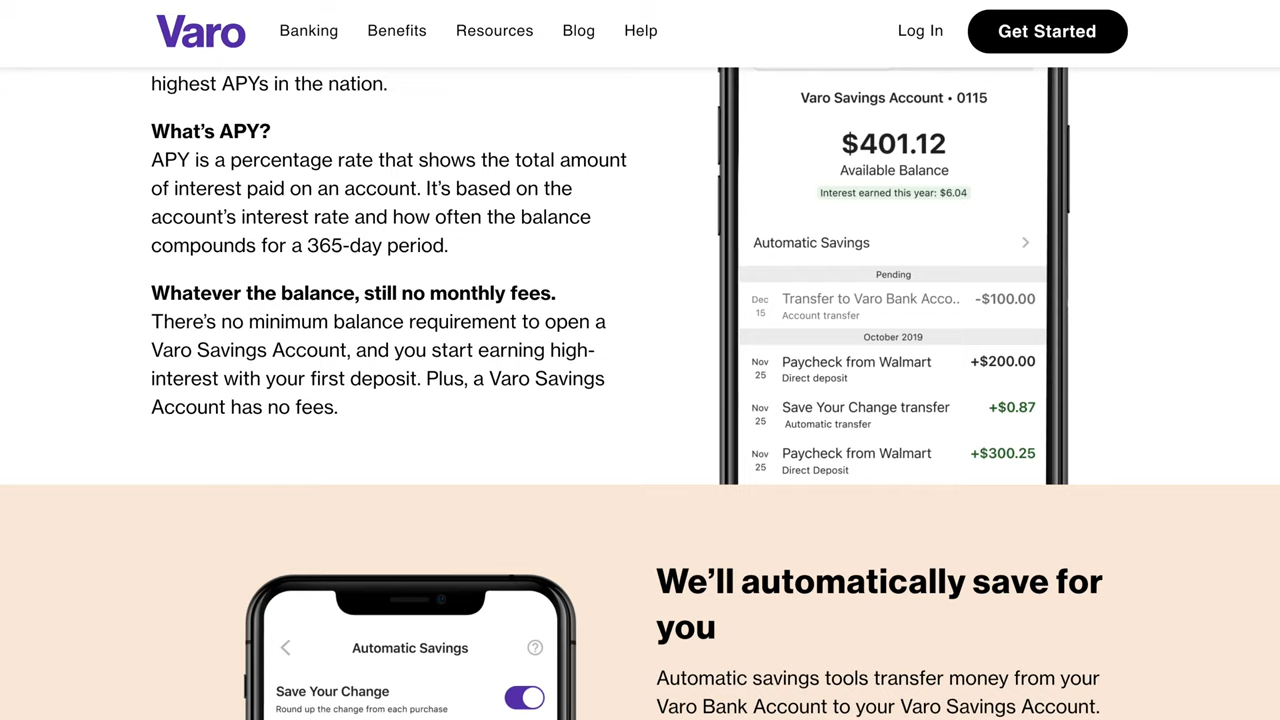 Varo
Banking
Benefits
Resources
Blog
Help
Log In
Get Started
highest APYs in the nation.
What's APY?
APY is a percentage rate that shows the total amount
of interest paid on an account. It's based on the
account's interest rate and how often the balance
compounds for a 365-day period.
Whatever the balance, still no monthly fees.
There's no minimum balance requirement to open a
Varo Savings Account, and you start earning high-
interest with your first deposit. Plus, a Varo Savings
Account has no fees.
Varo Savings Account • 0115
$401.12
Available Balance
Interest earned this year: $6.04
Automatic Savings
Pending
Dec 15 Transfer to Varo Bank Acco.. -$100.00
Account transfer
October 2019
Nov 25 Paycheck from Walmart +$200.00
Direct deposit
Nov 25 Save Your Change transfer +$0.87
Automatic transfer
Nov 25 Paycheck from Walmart +$300.25
Direct Deposit
Automatic Savings
Save Your Change
Round up the change from each purchase
We'll automatically save for
you
Automatic savings tools transfer money from your
Varo Bank Account to your Varo Savings Account.